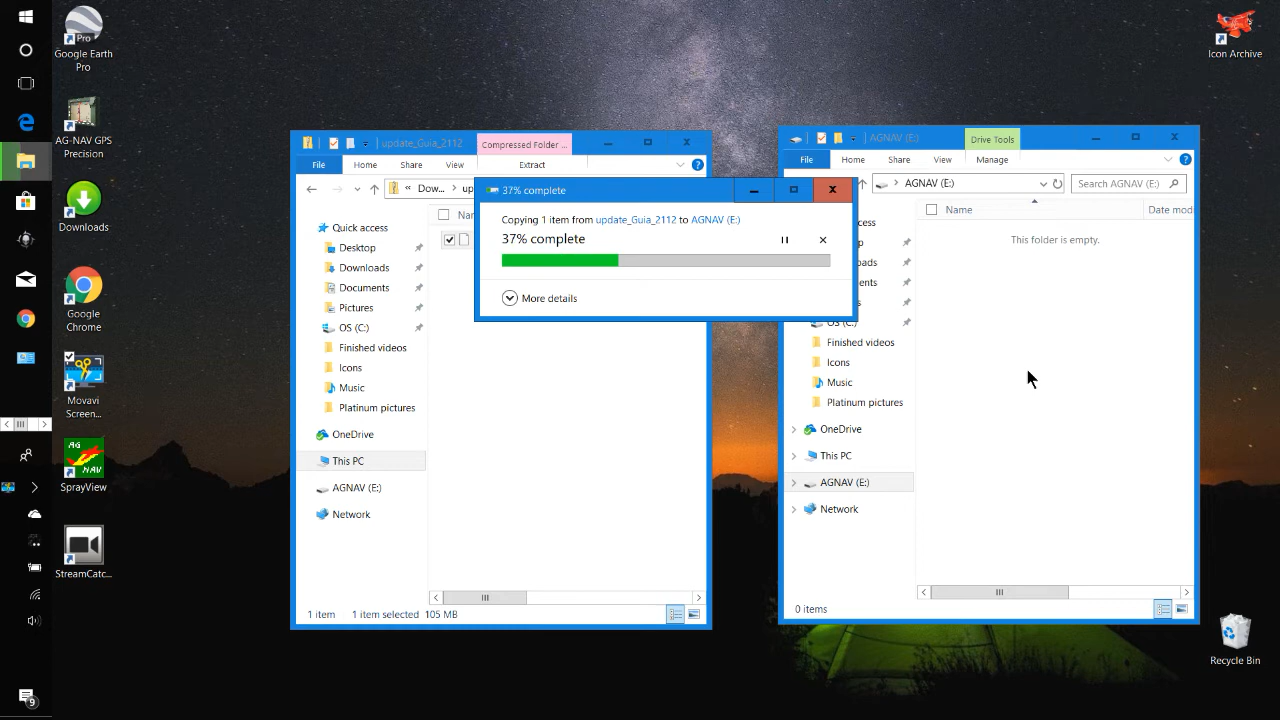 Google Earth
Pro
AG-NAV GPS
Precision
Downloads
Google
Chrome
Movavi
Screen...
AG
NAV
SprayView
StreamCatc...
9
Icon Archive
Recycle Bin
update_Guia_2112
Compressed Folder ...
File
Home
Share
View
Extract
« Dow...
Quick access
Desktop
Downloads
Documents
Pictures
OS (C:)
Finished videos
Icons
Music
Platinum pictures
OneDrive
This PC
AGNAV (E:)
Network
1 item
1 item selected
105 MB
37% complete
Copying 1 item from update_Guia_2112 to AGNAV (E:)
37% complete
More details
AGNAV (E:)
Drive Tools
File
Home
Share
View
Manage
AGNAV (E:)
Search AGNAV (E:)
Name
Date modi
This folder is empty.
OS (C:)
Finished videos
Icons
Music
Platinum pictures
OneDrive
This PC
AGNAV (E:)
Network
0 items